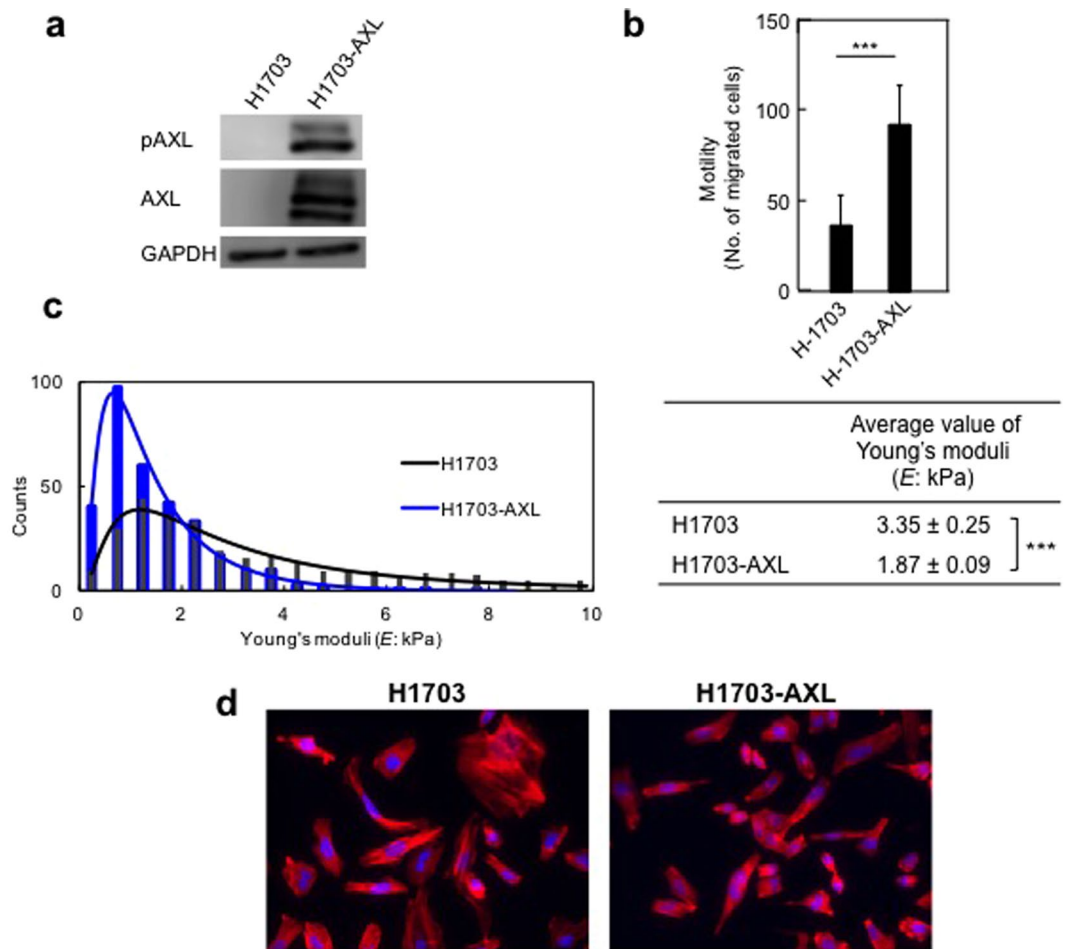 a
H1703
H1703-AXL
pAXL
AXL
GAPDH
b
150
100
50
0
***
Motility
(No. of migrated cells)
H-1703
H-1703-AXL
c
100
50
0
Counts
0 2 4 6 8 10
Young's moduli (E: kPa)
H1703
H1703-AXL
Average value of
Young's moduli
(E: kPa)
H1703 3.35 ± 0.25
H1703-AXL 1.87 ± 0.09
***
d
H1703
H1703-AXL